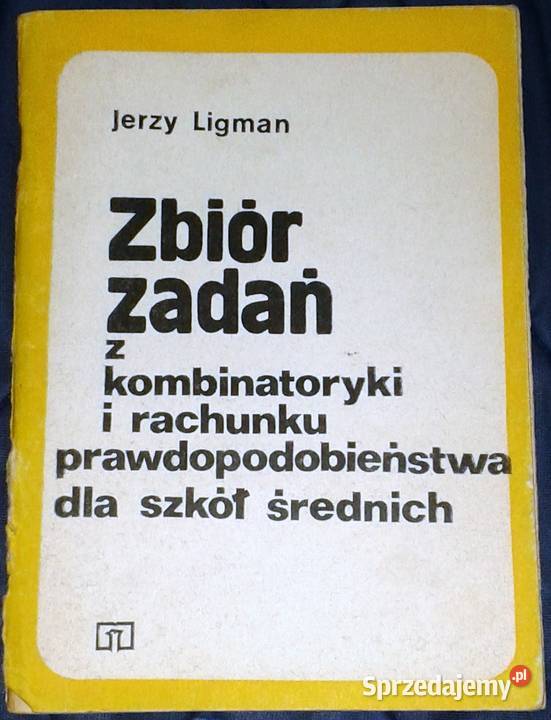 Jerzy Ligman
Zbiór
zadań
z
kombinatoryki
i rachunku
prawdopodobieństwa
dla szkół średnich
Sprzedajemy.pl